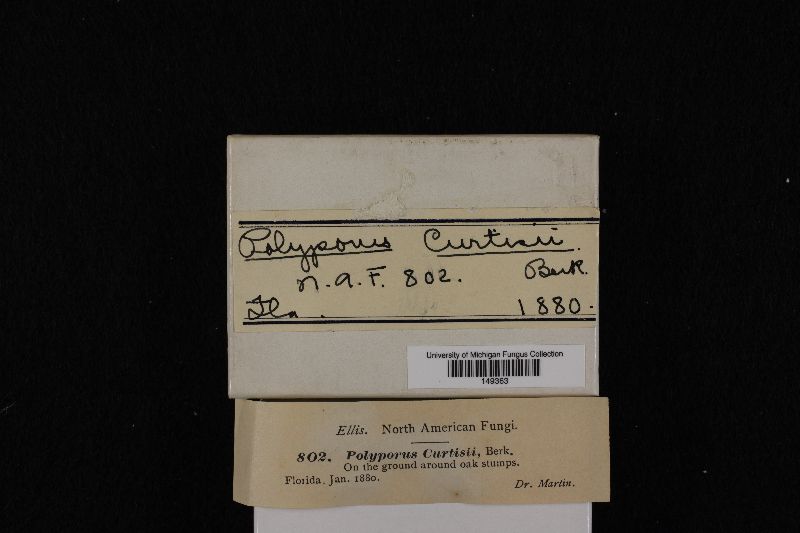 Polyporus Curtisii.
N. A. F. 802. Berk.
Fla. 1880.
University of Michigan Fungus Collection
149363
Ellis. North American Fungi.
802. Polyporus Curtisii, Berk.
On the ground around oak stumps.
Florida. Jan. 1880.
Dr. Martin.